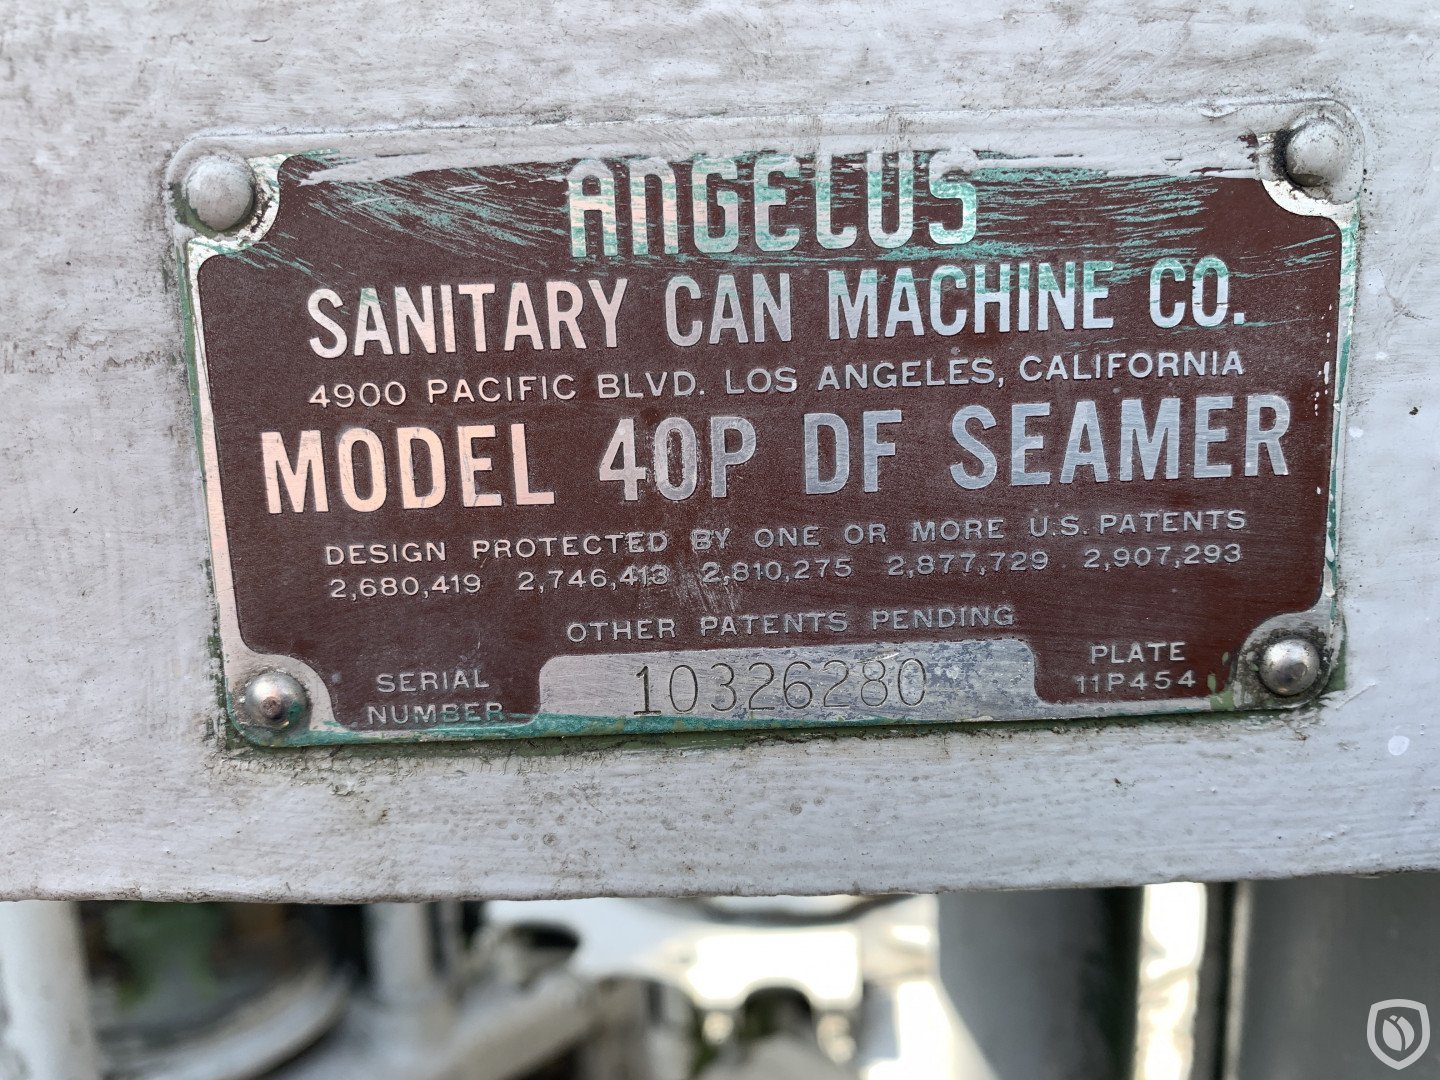 ANGELUS
SANITARY CAN MACHINE CO.
4900 PACIFIC BLVD. LOS ANGELES, CALIFORNIA
MODEL 40P DF SEAMER
DESIGN PROTECTED BY ONE OR MORE U.S. PATENTS
2,680,419 2,746,413 2,810,275 2,877,729 2,907,293
OTHER PATENTS PENDING
SERIAL
NUMBER
10326280
PLATE
11P454